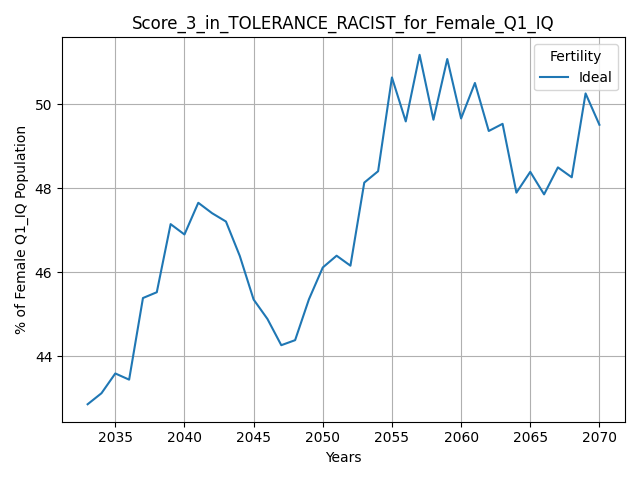 Score_3_in_TOLERANCE_RACIST_for_Female_Q1_IQ
Fertility
Ideal
% of Female Q1_IQ Population
50
48
46
44
2035 2040 2045 2050 2055 2060 2065 2070
Years